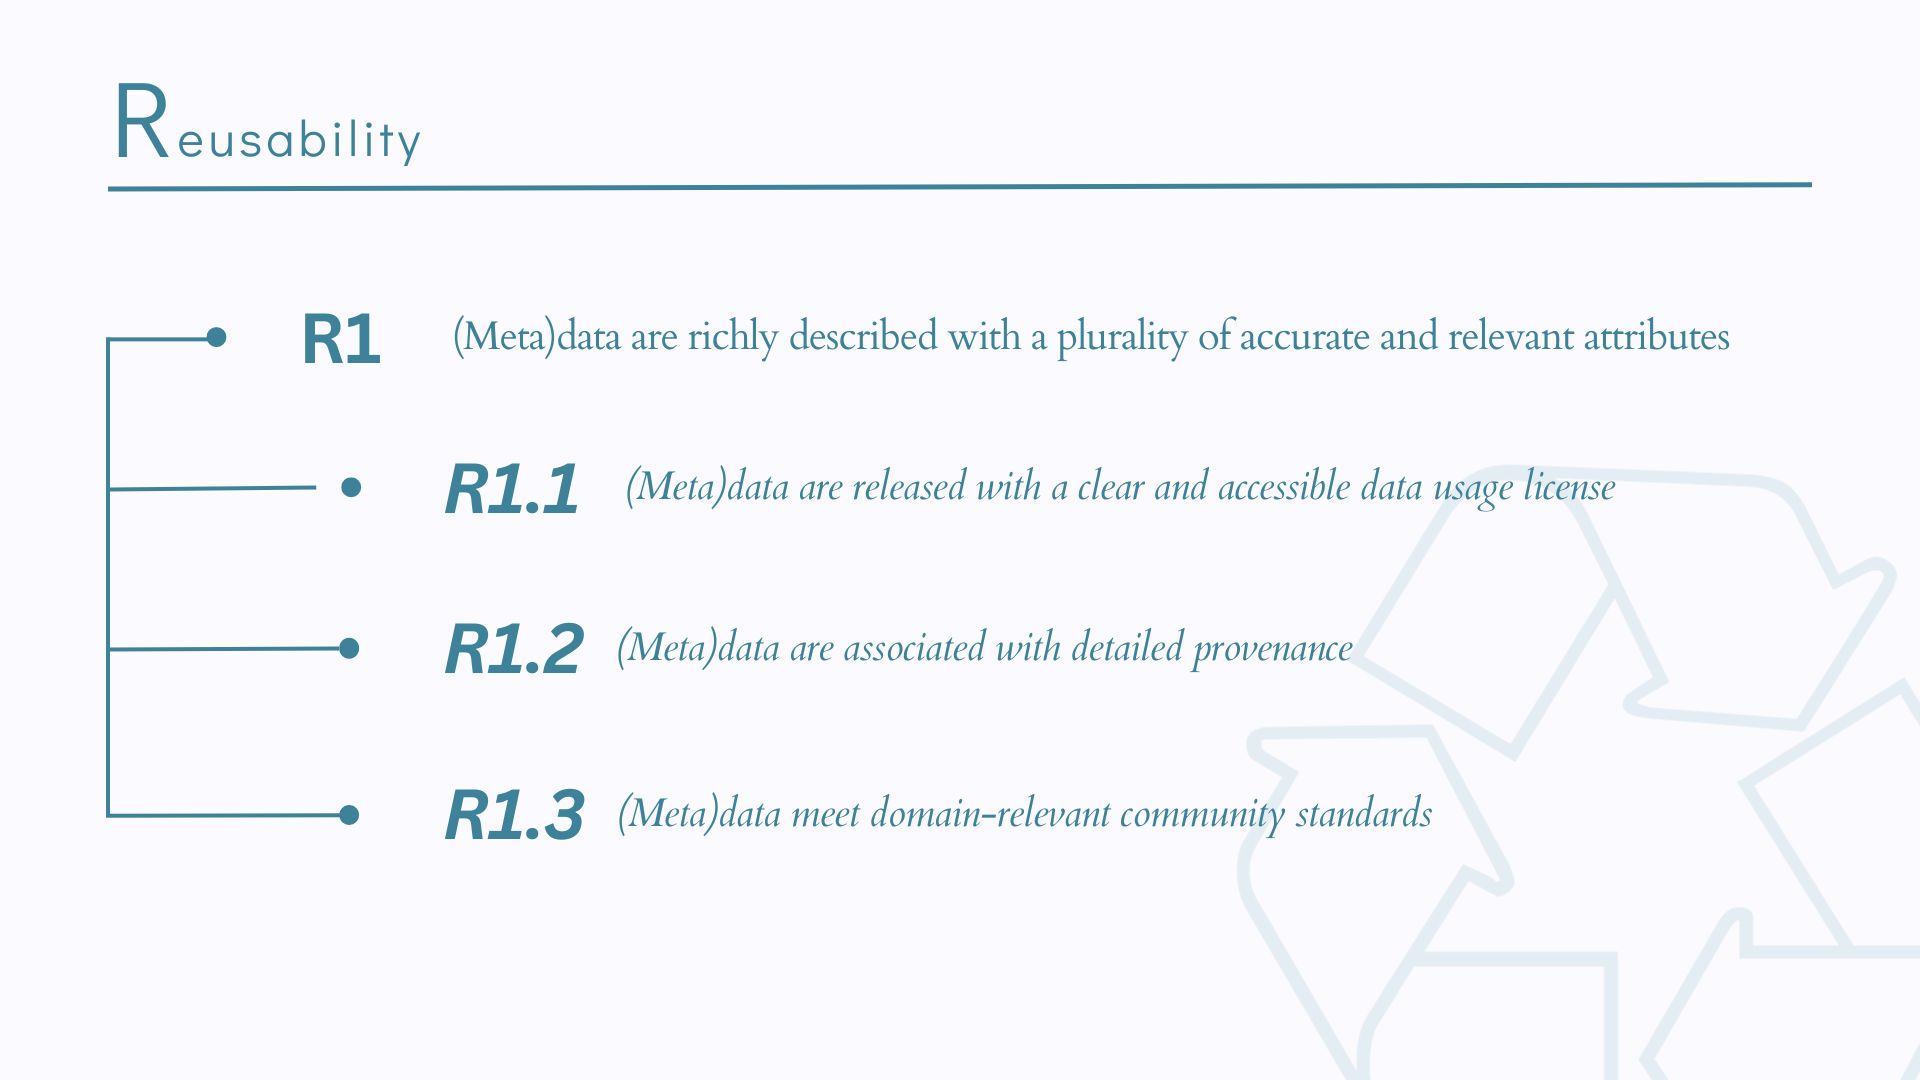 Reusability
R1 (Meta)data are richly described with a plurality of accurate and relevant attributes
R1.1 (Meta)data are released with a clear and accessible data usage license
R1.2 (Meta)data are associated with detailed provenance
R1.3 (Meta)data meet domain-relevant community standards